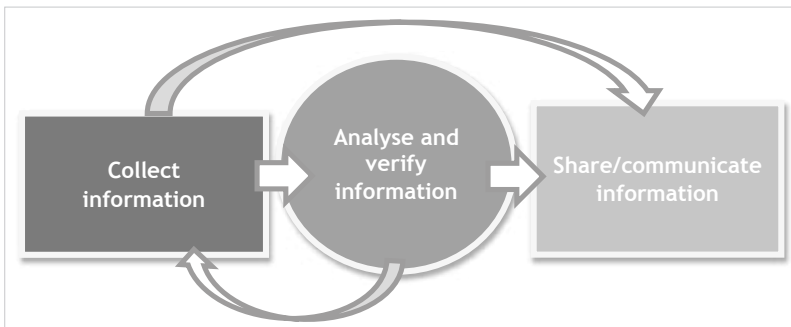 Collect
information
Analyse and
verify
information
Share/communicate
information